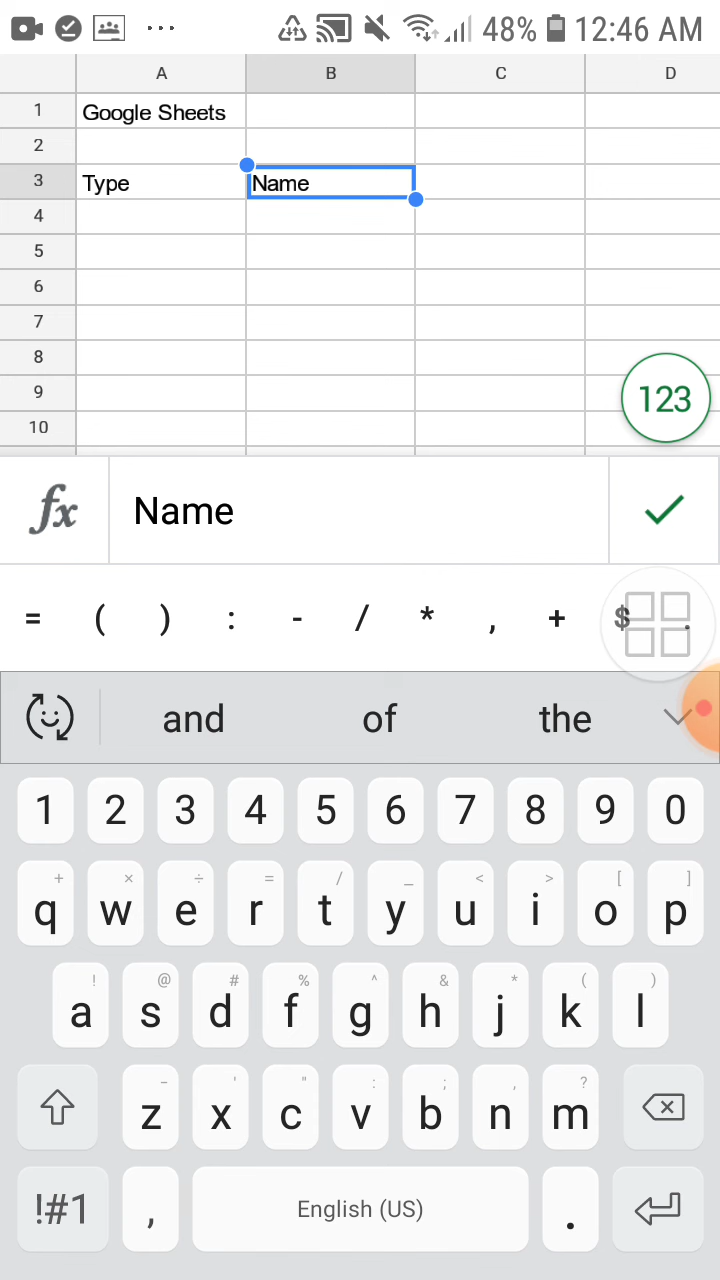 48% 12:46 AM
A B C D
1 Google Sheets
2
3 Type Name
4
5
6
7
8
9
10
123
fx Name
= ( ) : - / * , + $ .
and of the
1 2 3 4 5 6 7 8 9 0
+ × ÷ = / _ < > [ ]
q w e r t y u i o p
! @ # % ^ & * ( )
a s d f g h j k l
- ' " : ; , ?
z x c v b n m
!#1 , English (US) .